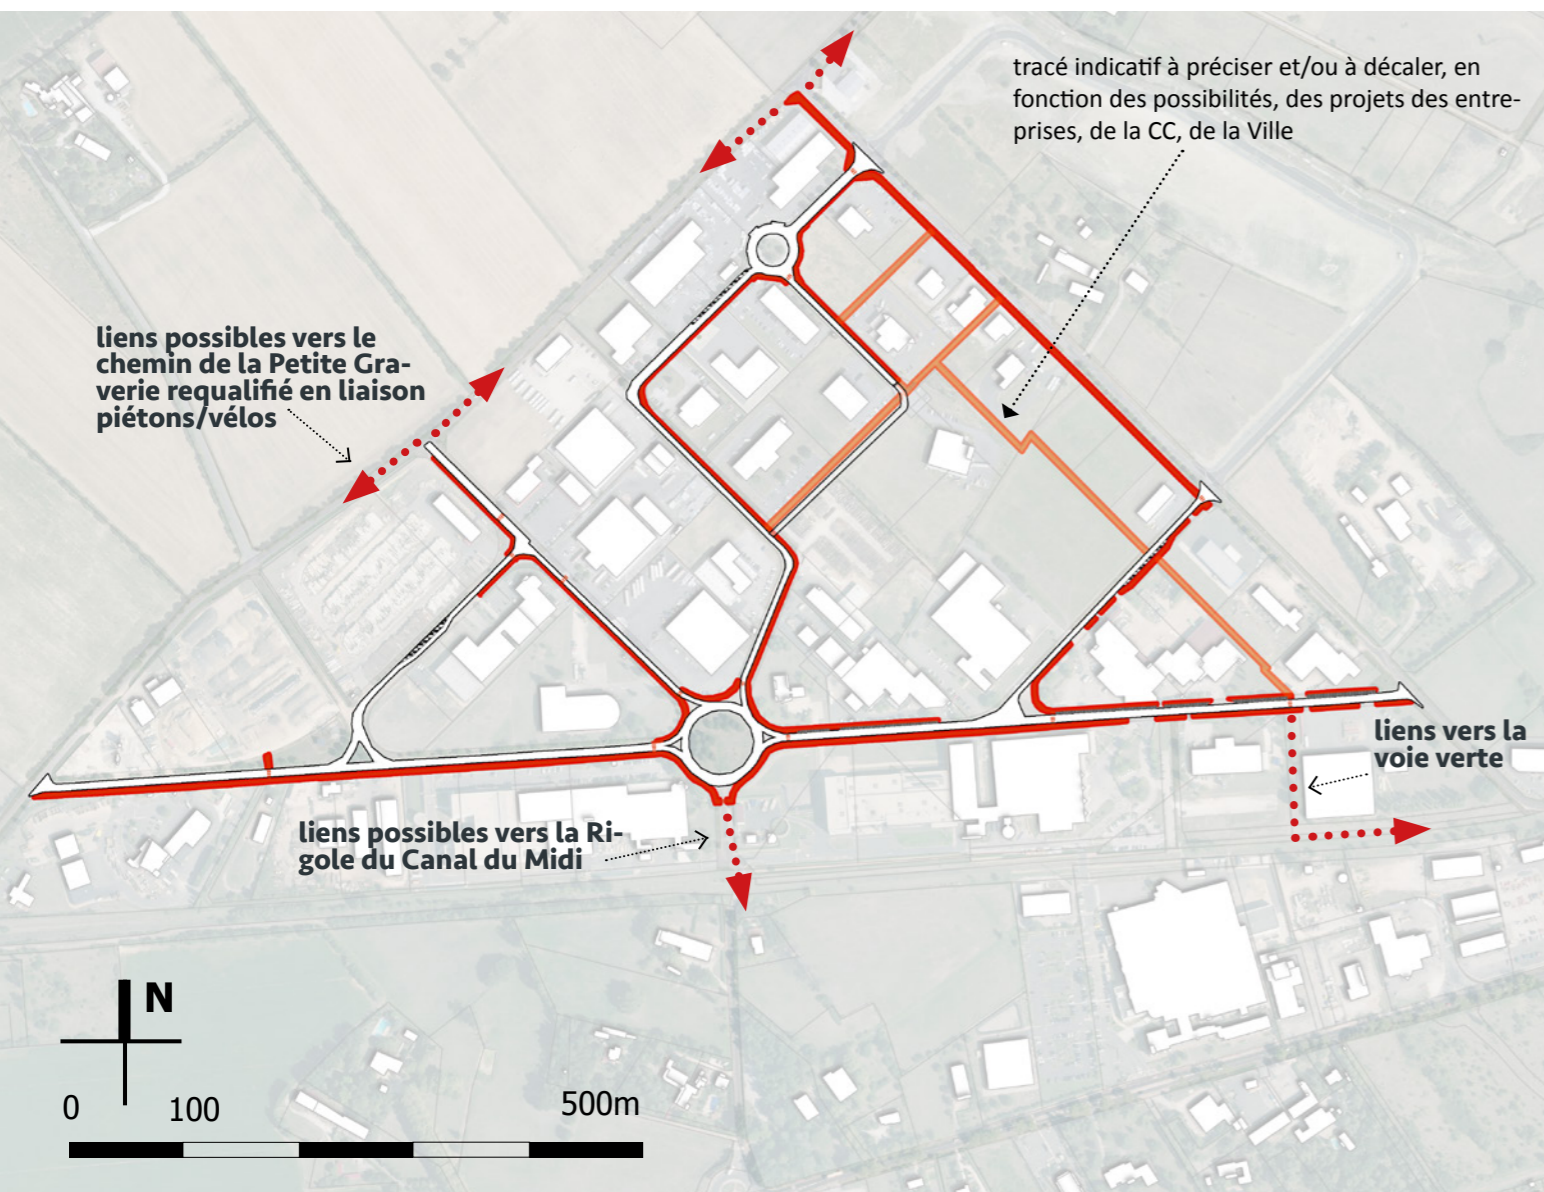 tracé indicatif à préciser et/ou à décaler, en
fonction des possibilités, des projets des entre-
prises, de la CC, de la Ville
liens possibles vers le
chemin de la Petite Gra-
verie requalifié en liaison
piétons/vélos
liens vers la
voie verte
liens possibles vers la Ri-
gole du Canal du Midi
N
0 100 500m